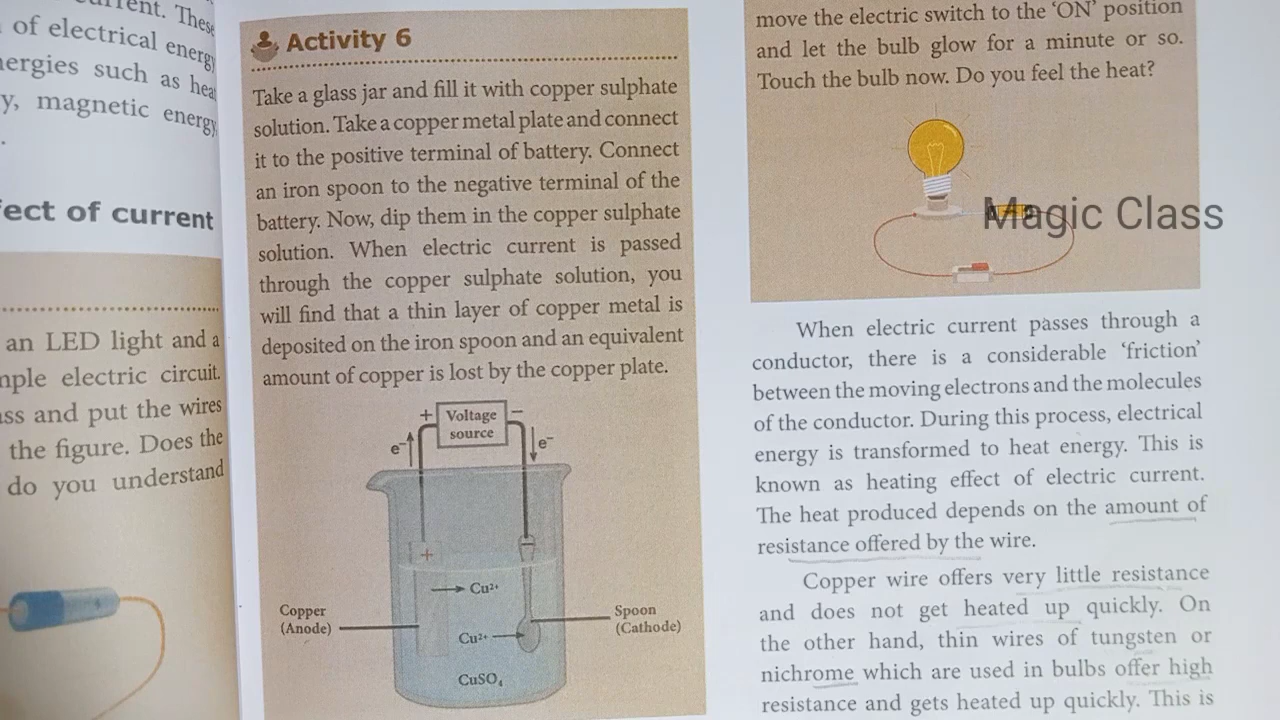 These
of electrical energy
such as
y, magnetic energy,
.
of current
an LED light and a
electric circuit.
and put the wires
the figure. Does the
do you understand
Activity 6
Take a glass jar and fill it with copper sulphate
solution. Take a copper metal plate and connect
it to the positive terminal of battery. Connect
an iron spoon to the negative terminal of the
battery. Now, dip them in the copper sulphate
solution. When electric current is passed
through the copper sulphate solution, you
will find that a thin layer of copper metal is
deposited on the iron spoon and an equivalent
amount of copper is lost by the copper plate.
+ Voltage −
source
e⁻ e⁻
+ −
Cu²⁺
Copper
(Anode)
Spoon
(Cathode)
Cu²⁺
CuSO₄
move the electric switch to the ‘ON’ position
and let the bulb glow for a minute or so.
Touch the bulb now. Do you feel the heat?
Magic Class
When electric current passes through a
conductor, there is a considerable ‘friction’
between the moving electrons and the molecules
of the conductor. During this process, electrical
energy is transformed to heat energy. This is
known as heating effect of electric current.
The heat produced depends on the amount of
resistance offered by the wire.
Copper wire offers very little resistance
and does not get heated up quickly. On
the other hand, thin wires of tungsten or
nichrome which are used in bulbs offer high
resistance and gets heated up quickly. This is